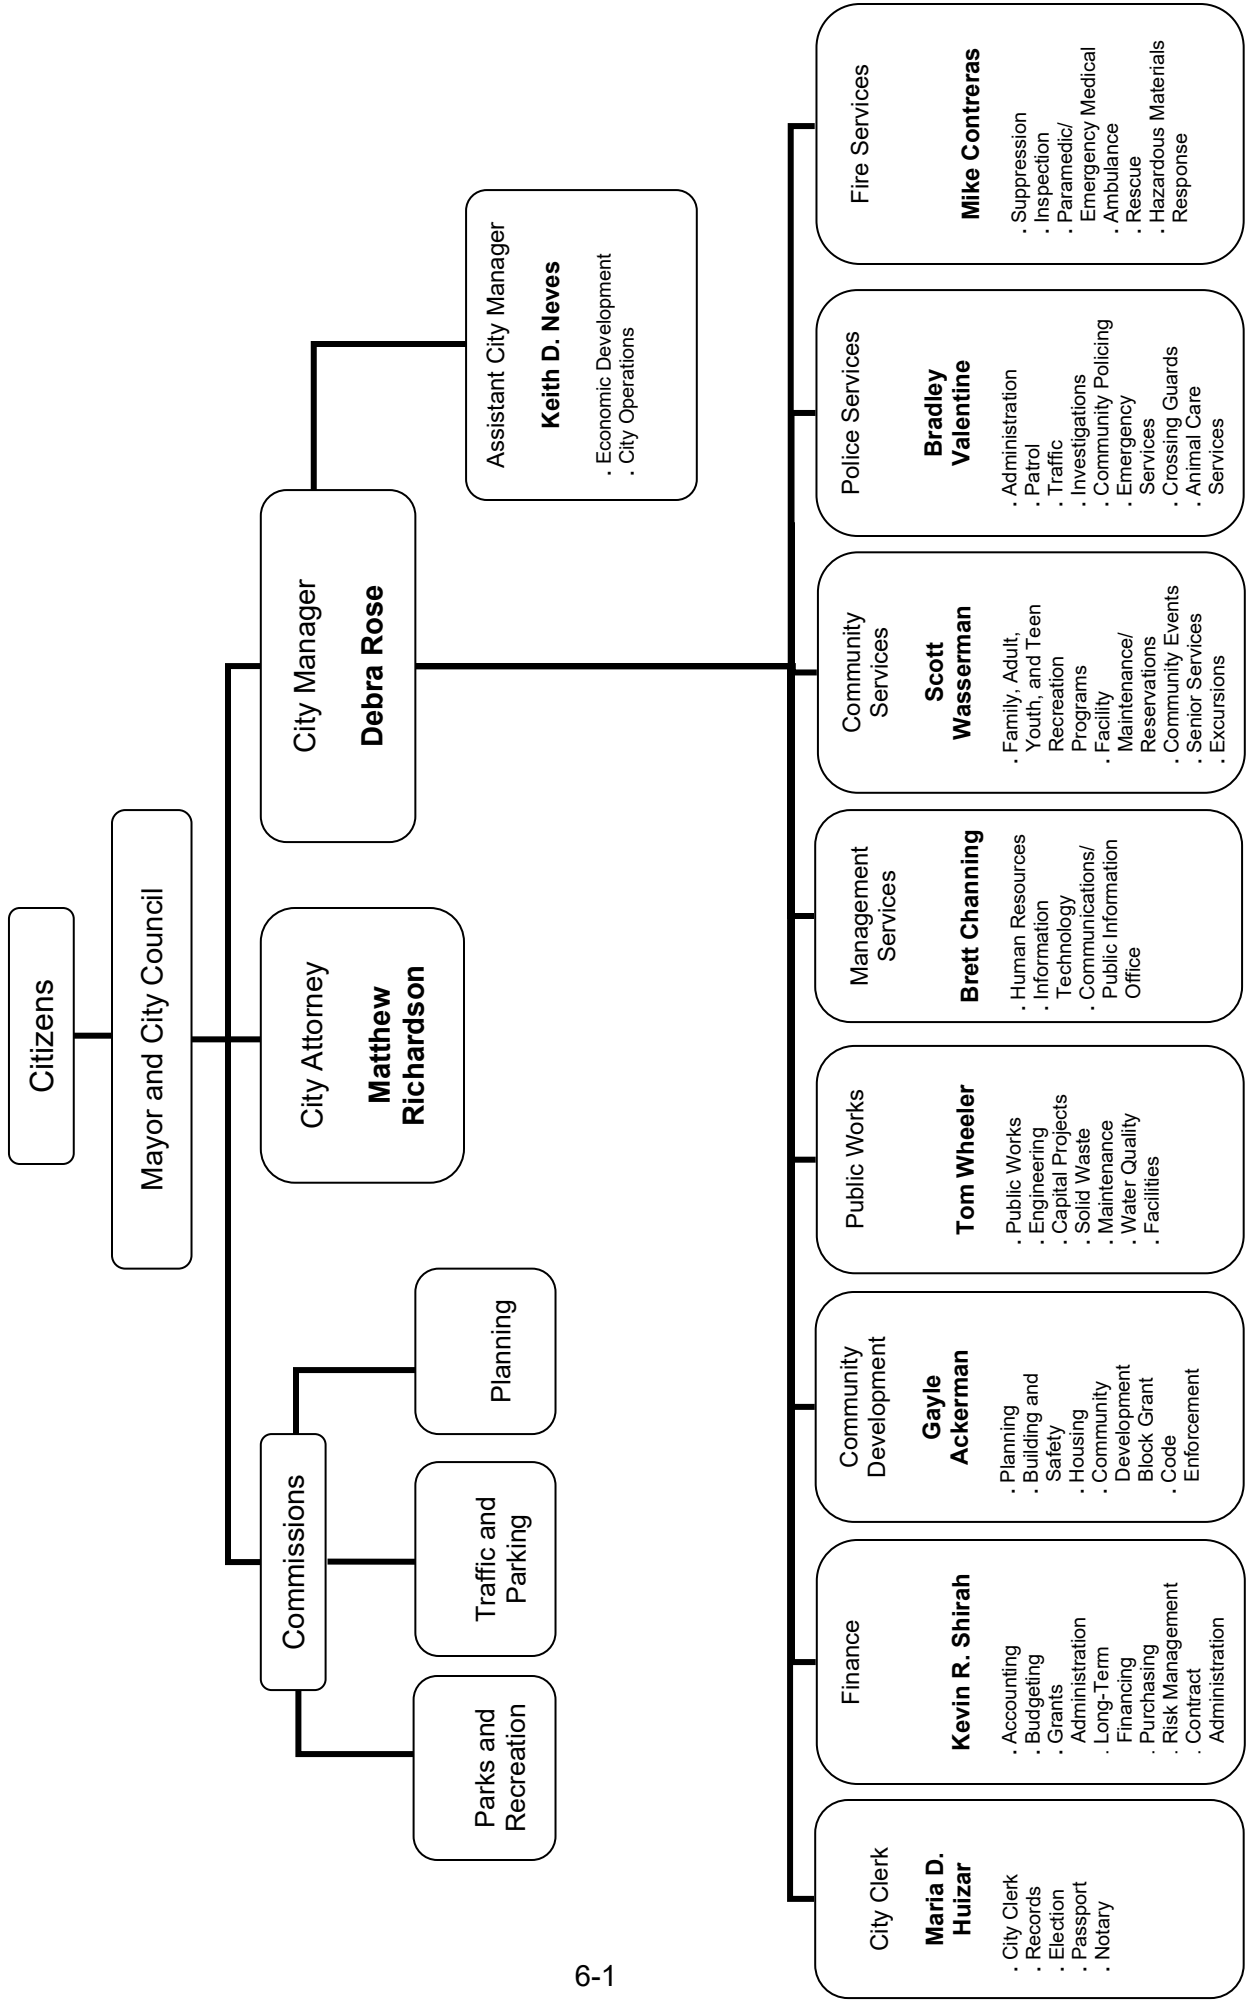 Citizens
Mayor and City Council
Commissions
City Attorney
Matthew
Richardson
City Manager
Debra Rose
Parks and
Recreation
Traffic and
Parking
Planning
Assistant City Manager
Keith D. Neves
. Economic Development
. City Operations
City Clerk
Maria D.
Huizar
. City Clerk
. Records
. Election
. Passport
. Notary
Finance
Kevin R. Shirah
. Accounting
. Budgeting
. Grants
Administration
. Long-Term
Financing
. Purchasing
. Risk Management
. Contract
Administration
Community
Development
Gayle
Ackerman
. Planning
. Building and
Safety
. Housing
. Community
Development
Block Grant
. Code
Enforcement
Public Works
Tom Wheeler
. Public Works
. Engineering
. Capital Projects
. Solid Waste
. Maintenance
. Water Quality
. Facilities
Management
Services
Brett Channing
. Human Resources
. Information
Technology
. Communications/
Public Information
Office
Community
Services
Scott
Wasserman
. Family, Adult,
Youth, and Teen
Recreation
Programs
. Facility
Maintenance/
Reservations
. Community Events
. Senior Services
. Excursions
Police Services
Bradley
Valentine
. Administration
. Patrol
. Traffic
. Investigations
. Community Policing
. Emergency
Services
. Crossing Guards
. Animal Care
Services
Fire Services
Mike Contreras
. Suppression
. Inspection
. Paramedic/
Emergency Medical
. Ambulance
. Rescue
. Hazardous Materials
Response
6-1